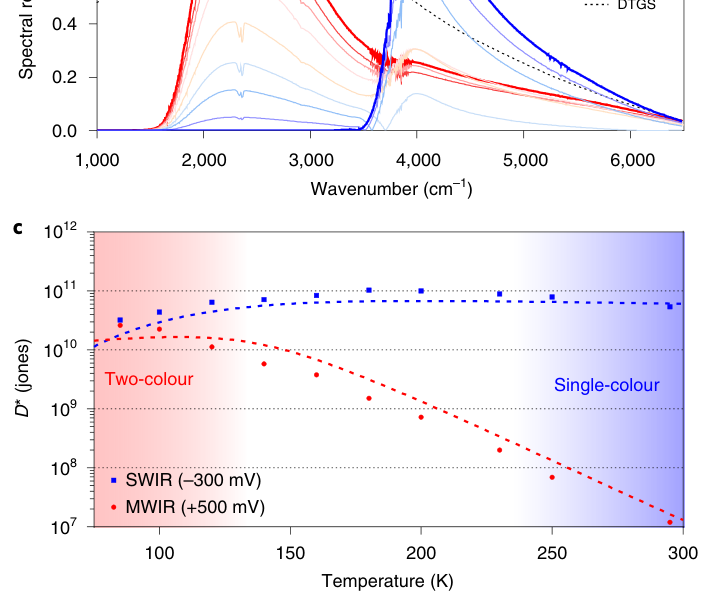 DTGS
Spectral re
0.4
0.2
0.0
1,000 2,000 3,000 4,000 5,000 6,000
Wavenumber (cm⁻¹)
c
D* (jones)
10¹²
10¹¹
10¹⁰
10⁹
10⁸
10⁷
Two-colour
Single-colour
SWIR (–300 mV)
MWIR (+500 mV)
100 150 200 250 300
Temperature (K)